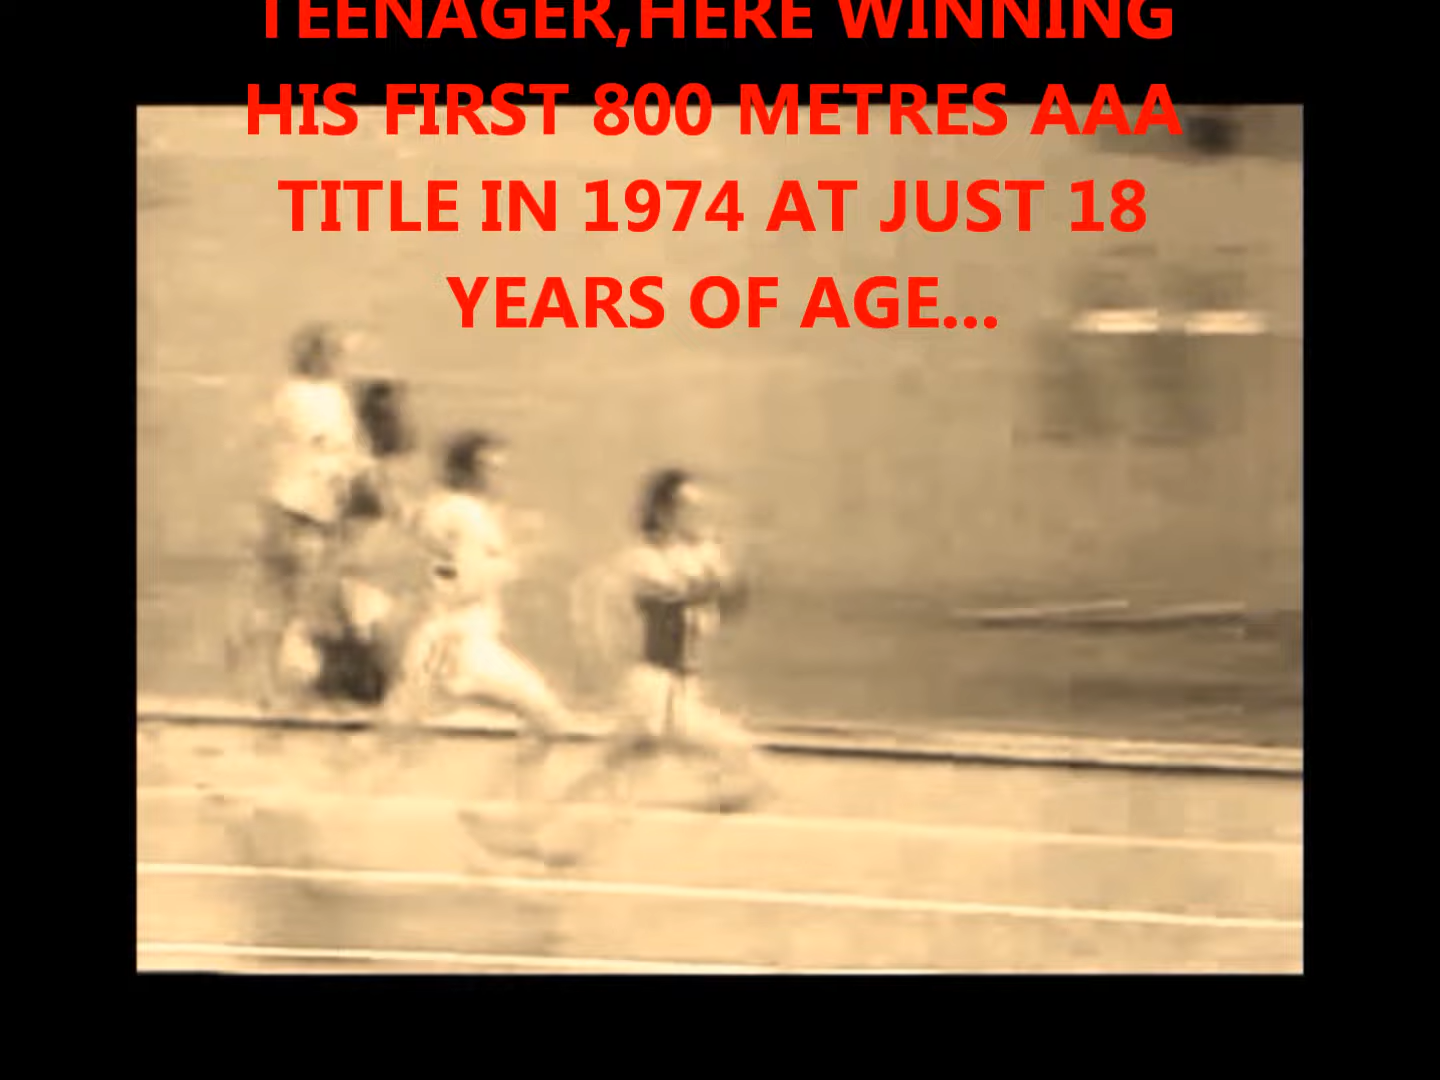 TEENAGER,HERE WINNING
HIS FIRST 800 METRES AAA
TITLE IN 1974 AT JUST 18
YEARS OF AGE...